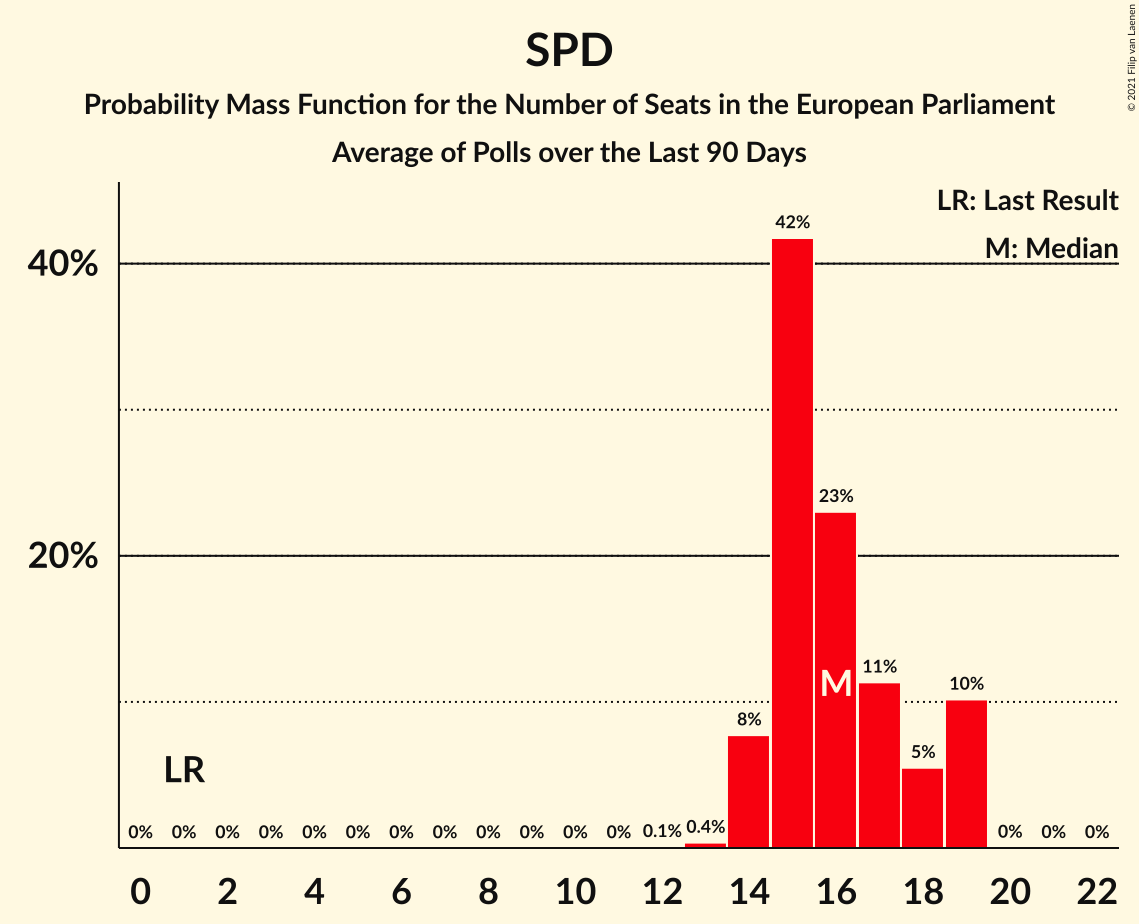 SPD
Probability Mass Function for the Number of Seats in the European Parliament
Average of Polls over the Last 90 Days
© 2021 Filip van Laenen
LR: Last Result
M: Median
40%
20%
42%
23%
11%
10%
8%
5%
M
LR
0% 0% 0% 0% 0% 0% 0% 0% 0% 0% 0% 0% 0.1% 0.4% 0% 0% 0%
0 2 4 6 8 10 12 14 16 18 20 22